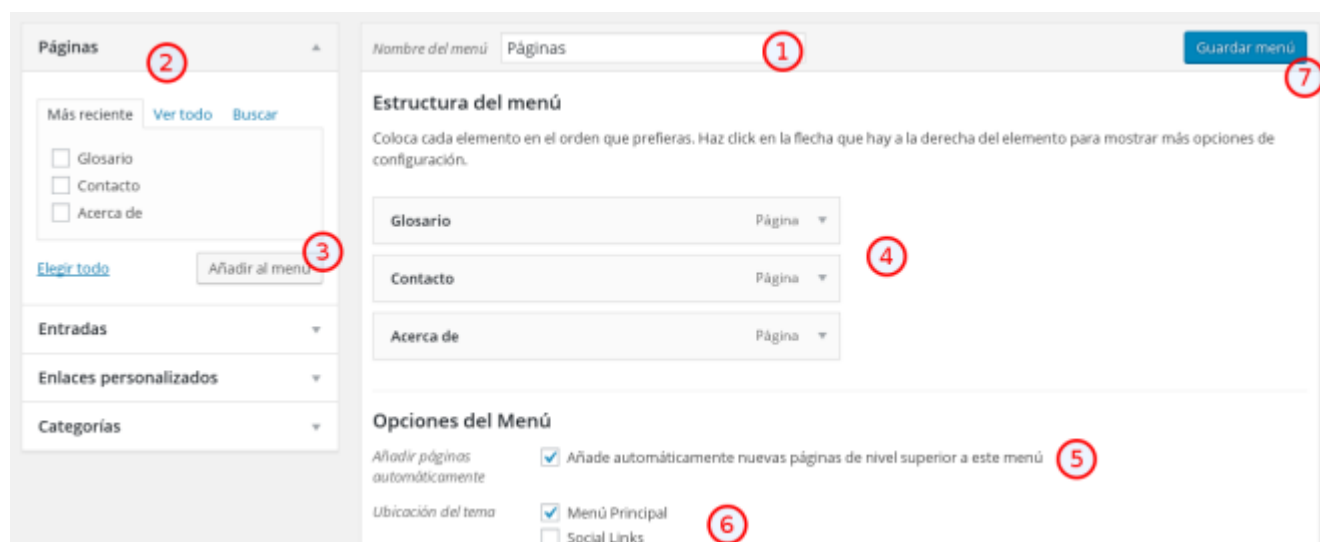 Páginas
2
Más reciente Ver todo Buscar
Glosario
Contacto
Acerca de
3
Elegir todo Añadir al menú
Entradas
Enlaces personalizados
Categorías
Nombre del menú Páginas 1 Guardar menú
7
Estructura del menú
Coloca cada elemento en el orden que prefieras. Haz click en la flecha que hay a la derecha del elemento para mostrar más opciones de
configuración.
Glosario Página
4
Contacto Página
Acerca de Página
Opciones del Menú
Añadir páginas
automáticamente
Añade automáticamente nuevas páginas de nivel superior a este menú 5
Ubicación del tema Menú Principal
6
Social Links